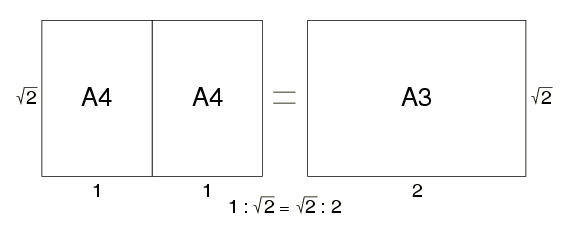 √2 A4 A4 = A3 √2
1 1 2
1 : √2 = √2 : 2